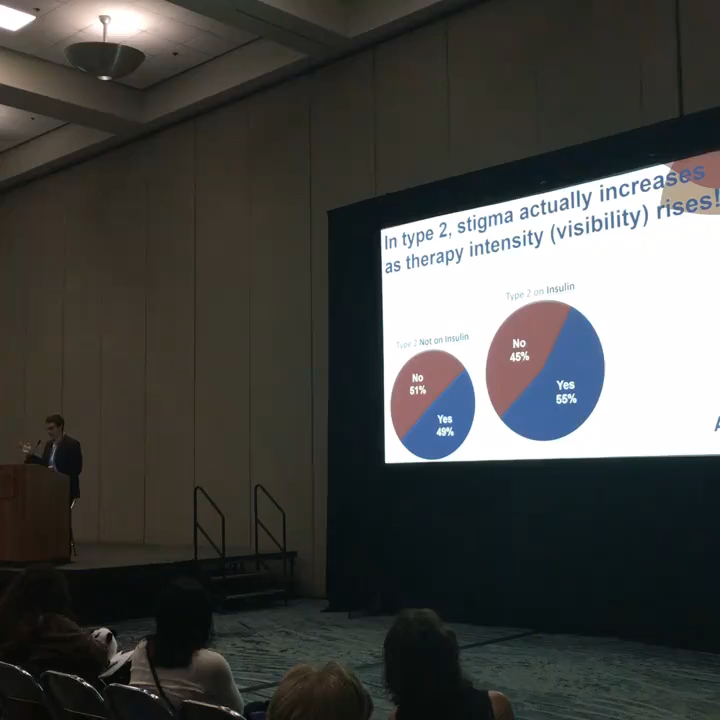 In type 2, stigma actually increases
as therapy intensity (visibility) rises!
Type 2 Not on Insulin
No
51%
Yes
49%
Type 2 on Insulin
No
45%
Yes
55%